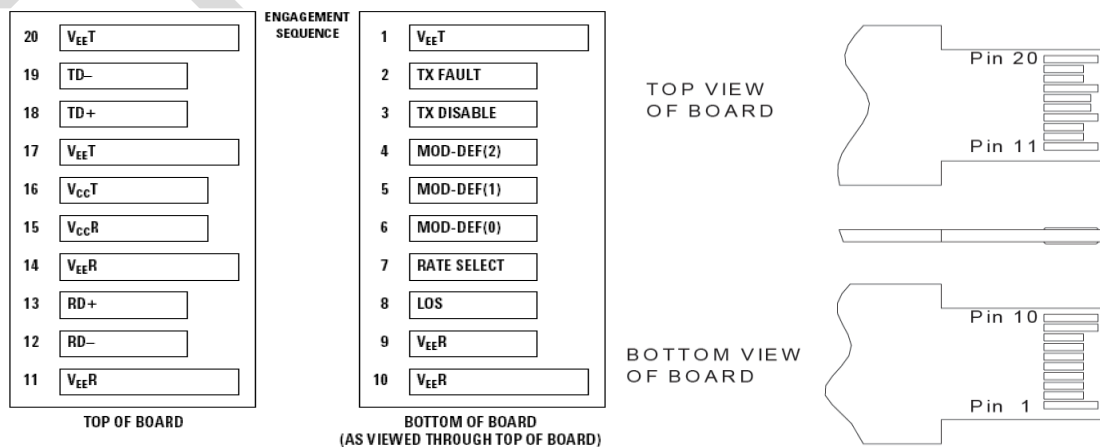 ENGAGEMENT
SEQUENCE
20 VEET
19 TD–
18 TD+
17 VEET
16 VCCT
15 VCCR
14 VEER
13 RD+
12 RD–
11 VEER
TOP OF BOARD
1 VEET
2 TX FAULT
3 TX DISABLE
4 MOD-DEF(2)
5 MOD-DEF(1)
6 MOD-DEF(0)
7 RATE SELECT
8 LOS
9 VEER
10 VEER
BOTTOM OF BOARD
(AS VIEWED THROUGH TOP OF BOARD)
TOP VIEW
OF BOARD
Pin 20
Pin 11
BOTTOM VIEW
OF BOARD
Pin 10
Pin 1